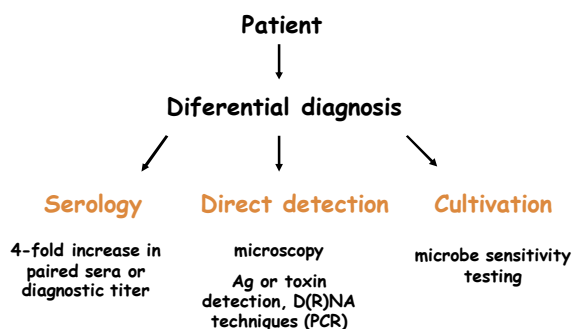 Patient
Diferential diagnosis
Serology
4-fold increase in
paired sera or
diagnostic titer
Direct detection
microscopy
Ag or toxin
detection, D(R)NA
techniques (PCR)
Cultivation
microbe sensitivity
testing